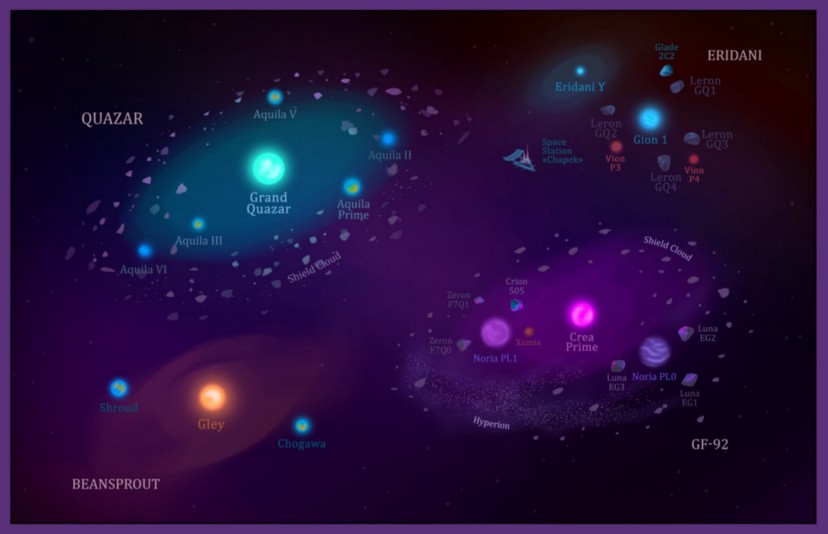 QUAZAR
Aquila V
Aquila II
Grand
Quazar
Aquila
Prime
Aquila III
Aquila VI
Shield Cloud
ERIDANI
Glade
2C2
Eridani Y
Leron
GQ1
Leron
GQ2
Gion 1
Leron
GQ3
Space
Station
«Chapek»
Vion
P3
Leron
GQ4
Vion
P4
Shield Cloud
Crion
505
Zeron
F7Q1
Zeron
F7Q0
Xumia
Noria PL1
Crea
Prime
Luna
EG2
Luna
EG3
Noria PL0
Luna
EG1
Hyperion
GF-92
Shroud
Gley
Chogawa
BEANSPROUT